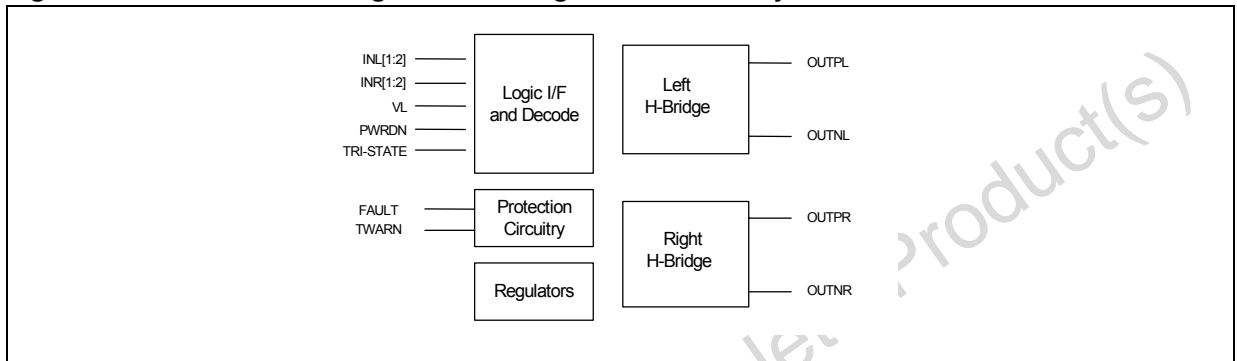 INL[1:2]
INR[1:2]
VL
PWRDN
TRI-STATE
Logic I/F
and Decode
Left
H-Bridge
OUTPL
OUTNL
FAULT
TWARN
Protection
Circuitry
Regulators
Right
H-Bridge
OUTPR
OUTNR
Product(s)